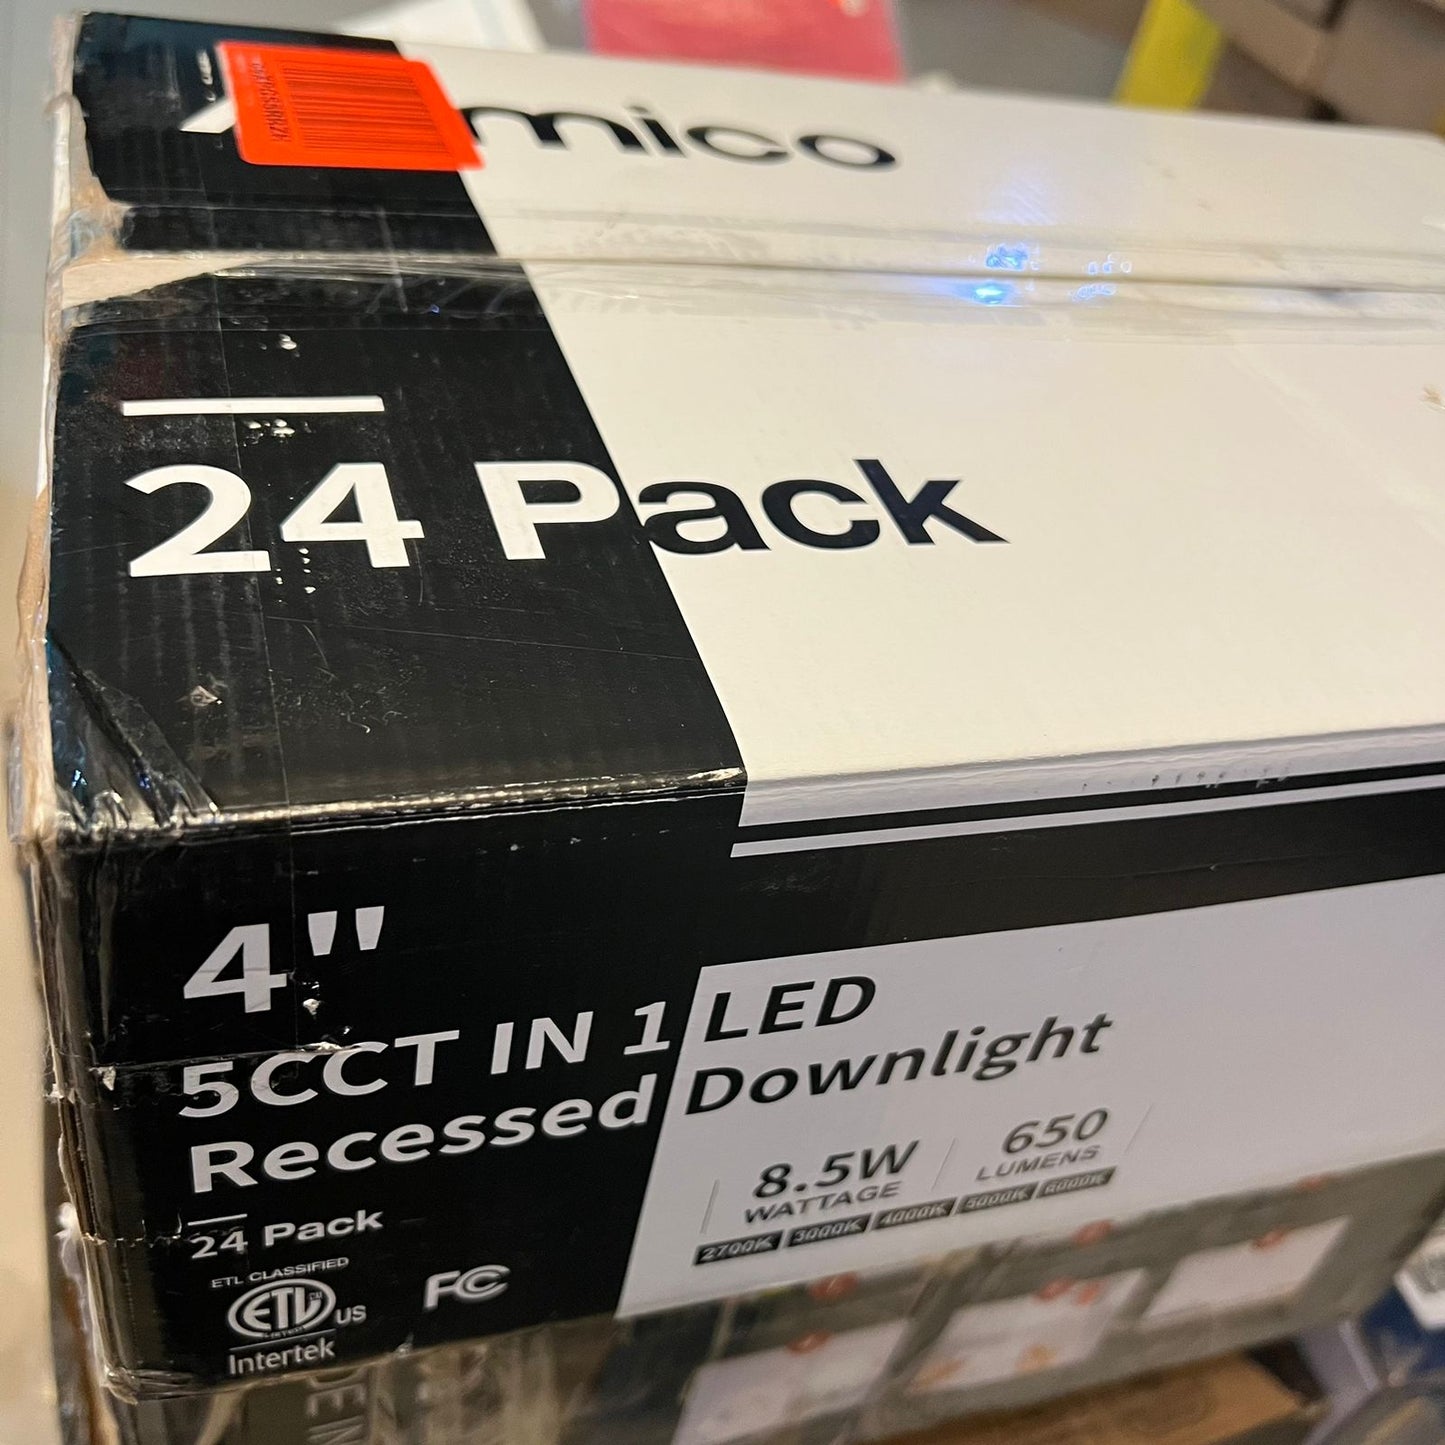 mico
24 Pack
4"
5CCT IN 1 LED
Recessed Downlight
8.5W
WATTAGE
650
LUMENS
2700K 3000K 4000K 5000K 6000K
24 Pack
ETL CLASSIFIED
ETL US
FC
Intertek